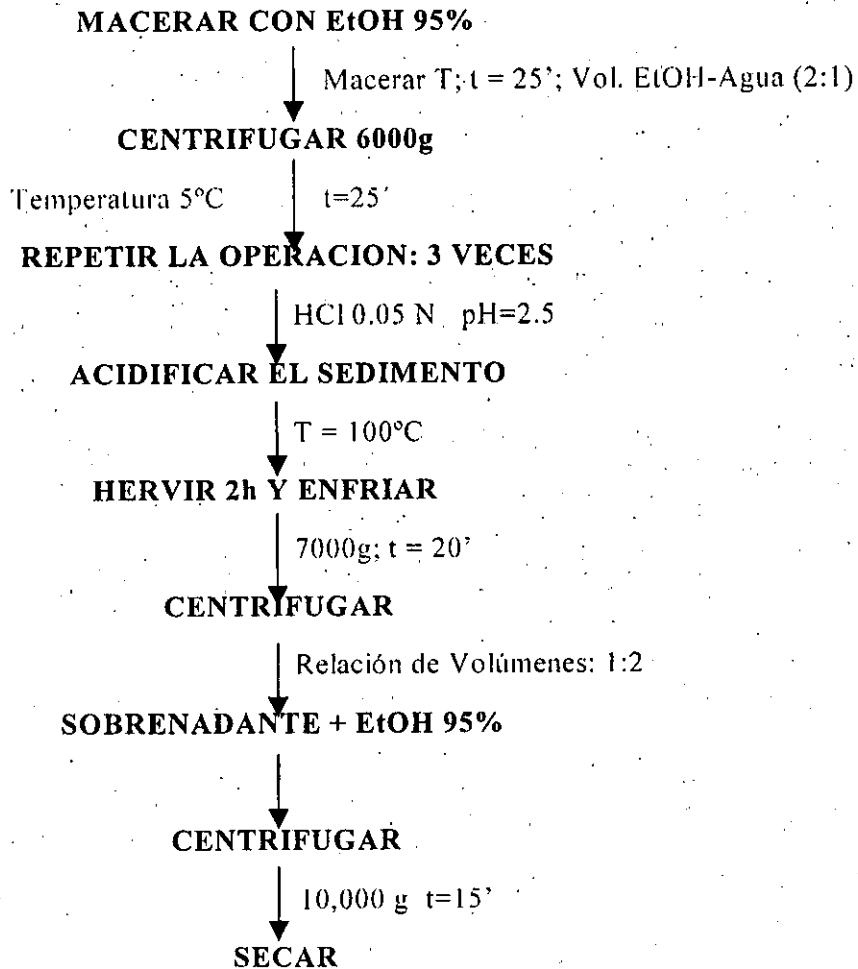 MACERAR CON EtOH 95%
Macerar T; t = 25'; Vol. EtOH-Agua (2:1)
CENTRIFUGAR 6000g
Temperatura 5ºC t=25'
REPETIR LA OPERACION: 3 VECES
HCl 0.05 N pH=2.5
ACIDIFICAR EL SEDIMENTO
T = 100ºC
HERVIR 2h Y ENFRIAR
7000g; t = 20'
CENTRIFUGAR
Relación de Volúmenes: 1:2
SOBRENADANTE + EtOH 95%
CENTRIFUGAR
10,000 g t=15'
SECAR